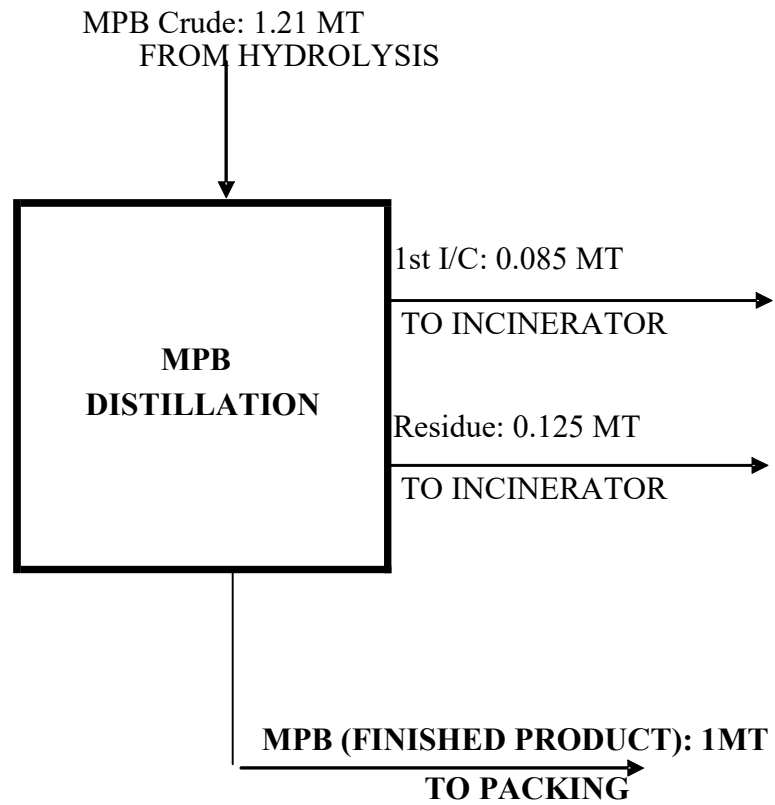 MPB Crude: 1.21 MT
FROM HYDROLYSIS
1st I/C: 0.085 MT
TO INCINERATOR
MPB
DISTILLATION
Residue: 0.125 MT
TO INCINERATOR
MPB (FINISHED PRODUCT): 1MT
TO PACKING